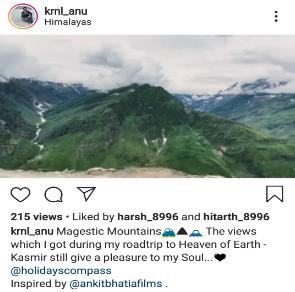 krnl_anu
Himalayas
215 views • Liked by harsh_8996 and hitarth_8996
krnl_anu Magestic Mountains🏔️⛰️🏔️ The views
which I got during my roadtrip to Heaven of Earth -
Kasmir still give a pleasure to my Soul...❤
@holidayscompass
Inspired by @ankitbhatiafilms .